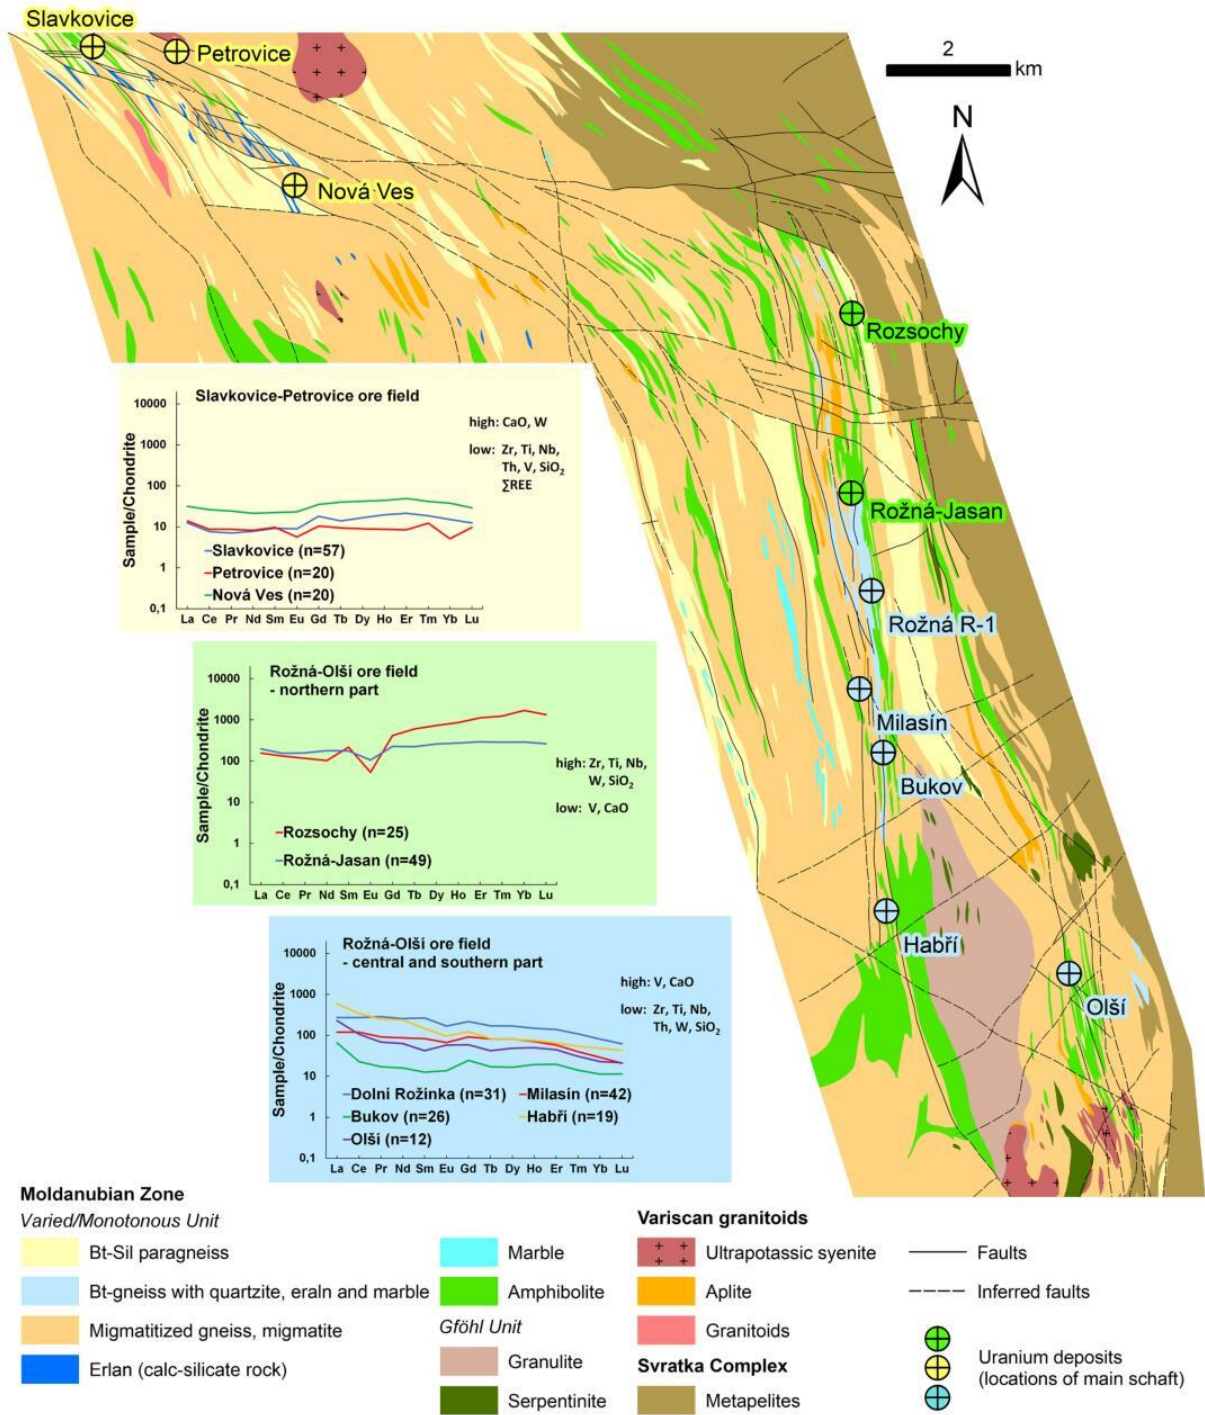 Slavkovice
Petrovice
Nová Ves
2
km
N
Rozsochy
Rožná-Jasan
Rožná R-1
Milasín
Bukov
Habří
Olší
Slavkovice-Petrovice ore field
Sample/Chondrite
10000
1000
100
10
1
0,1
high: CaO, W
low: Zr, Ti, Nb,
Th, V, SiO₂
∑REE
Slavkovice (n=57)
Petrovice (n=20)
Nová Ves (n=20)
La Ce Pr Nd Sm Eu Gd Tb Dy Ho Er Tm Yb Lu
Rožná-Olší ore field
- northern part
Sample/Chondrite
10000
1000
100
10
1
0,1
high: Zr, Ti, Nb,
W, SiO₂
low: V, CaO
Rozsochy (n=25)
Rožná-Jasan (n=49)
La Ce Pr Nd Sm Eu Gd Tb Dy Ho Er Tm Yb Lu
Rožná-Olší ore field
- central and southern part
Sample/Chondrite
10000
1000
100
10
1
0,1
high: V, CaO
low: Zr, Ti, Nb,
Th, W, SiO₂
Dolní Rožínka (n=31) Milasín (n=42)
Bukov (n=26) Habří (n=19)
Olší (n=12)
La Ce Pr Nd Sm Eu Gd Tb Dy Ho Er Tm Yb Lu
Moldanubian Zone
Varied/Monotonous Unit
Bt-Sil paragneiss
Bt-gneiss with quartzite, eraln and marble
Migmatitized gneiss, migmatite
Erlan (calc-silicate rock)
Marble
Amphibolite
Gföhl Unit
Granulite
Serpentinite
Variscan granitoids
Ultrapotassic syenite
Aplite
Granitoids
Svratka Complex
Metapelites
Faults
Inferred faults
Uranium deposits
(locations of main schaft)